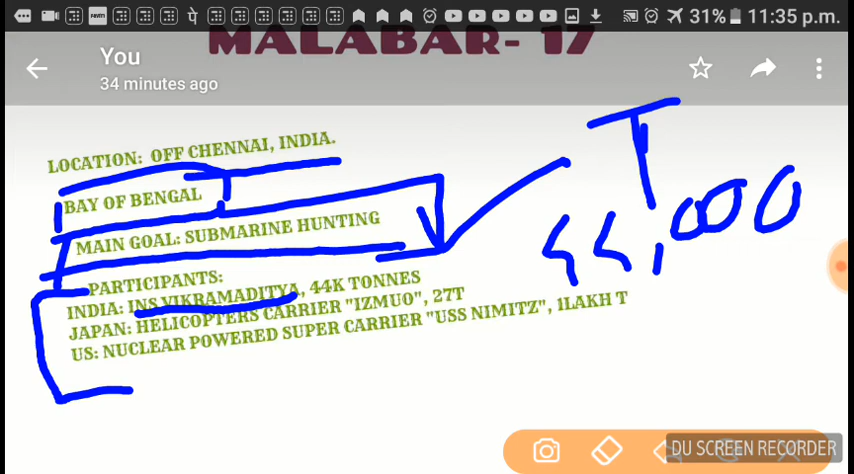 PAYTM 31% 11:35 p.m.
MALABAR- 17
You
34 minutes ago
LOCATION: OFF CHENNAI, INDIA.
BAY OF BENGAL
MAIN GOAL: SUBMARINE HUNTING
PARTICIPANTS:
INDIA: INS VIKRAMADITYA, 44K TONNES
JAPAN: HELICOPTERS CARRIER "IZMUO", 27T
US: NUCLEAR POWERED SUPER CARRIER "USS NIMITZ", 1LAKH T
T
44,000
DU SCREEN RECORDER